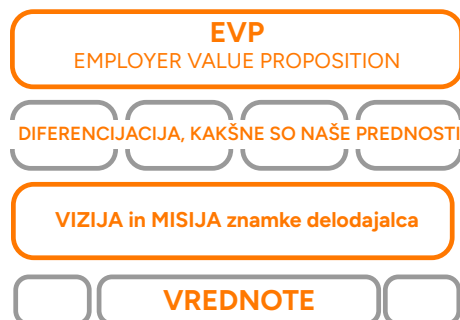 EVP
EMPLOYER VALUE PROPOSITION
DIFERENCIJACIJA, KAKŠNE SO NAŠE PREDNOSTI
VIZIJA in MISIJA znamke delodajalca
VREDNOTE